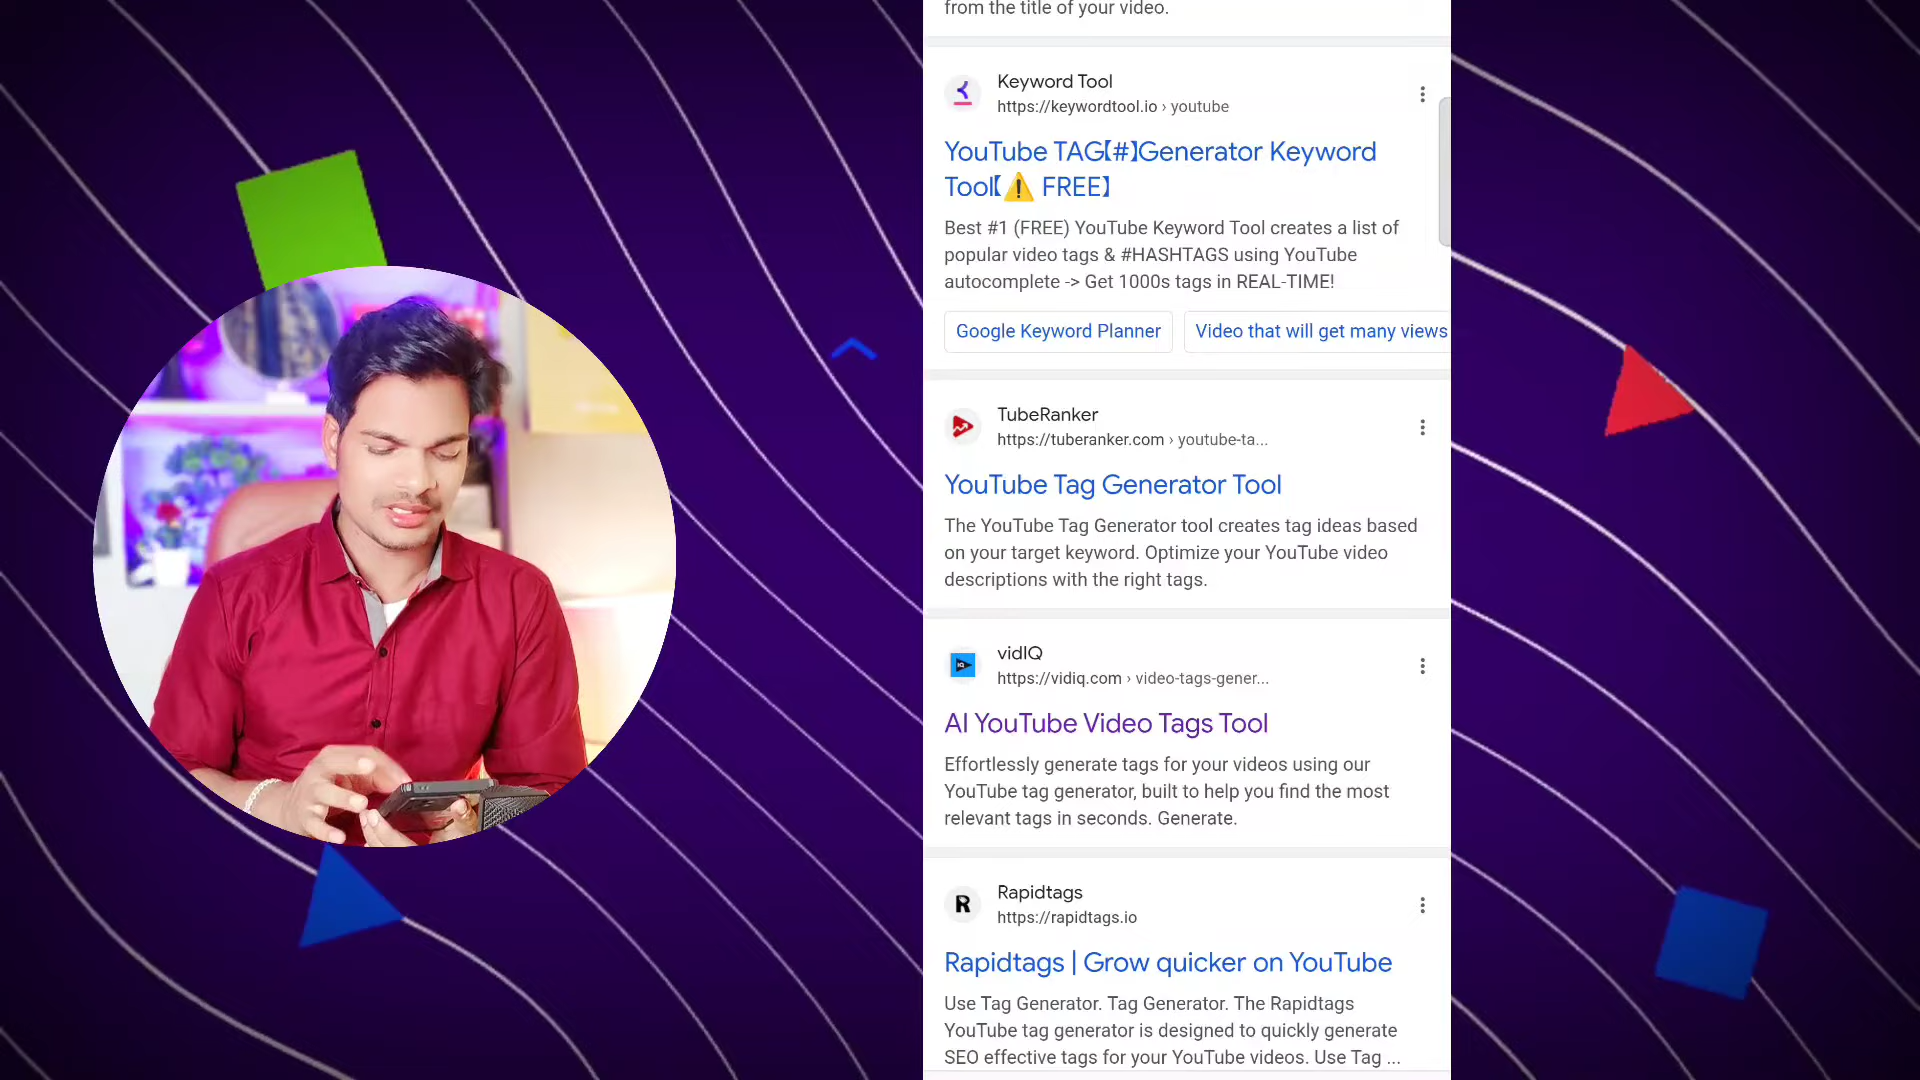 from the title of your video.
Keyword Tool
https://keywordtool.io › youtube
YouTube TAG【#】Generator Keyword
Tool【⚠️ FREE】
Best #1 (FREE) YouTube Keyword Tool creates a list of
popular video tags & #HASHTAGS using YouTube
autocomplete -> Get 1000s tags in REAL-TIME!
Google Keyword Planner
Video that will get many views
TubeRanker
https://tuberanker.com › youtube-ta...
YouTube Tag Generator Tool
The YouTube Tag Generator tool creates tag ideas based
on your target keyword. Optimize your YouTube video
descriptions with the right tags.
vidIQ
https://vidiq.com › video-tags-gener...
AI YouTube Video Tags Tool
Effortlessly generate tags for your videos using our
YouTube tag generator, built to help you find the most
relevant tags in seconds. Generate.
Rapidtags
https://rapidtags.io
Rapidtags | Grow quicker on YouTube
Use Tag Generator. Tag Generator. The Rapidtags
YouTube tag generator is designed to quickly generate
SEO effective tags for your YouTube videos. Use Tag ...